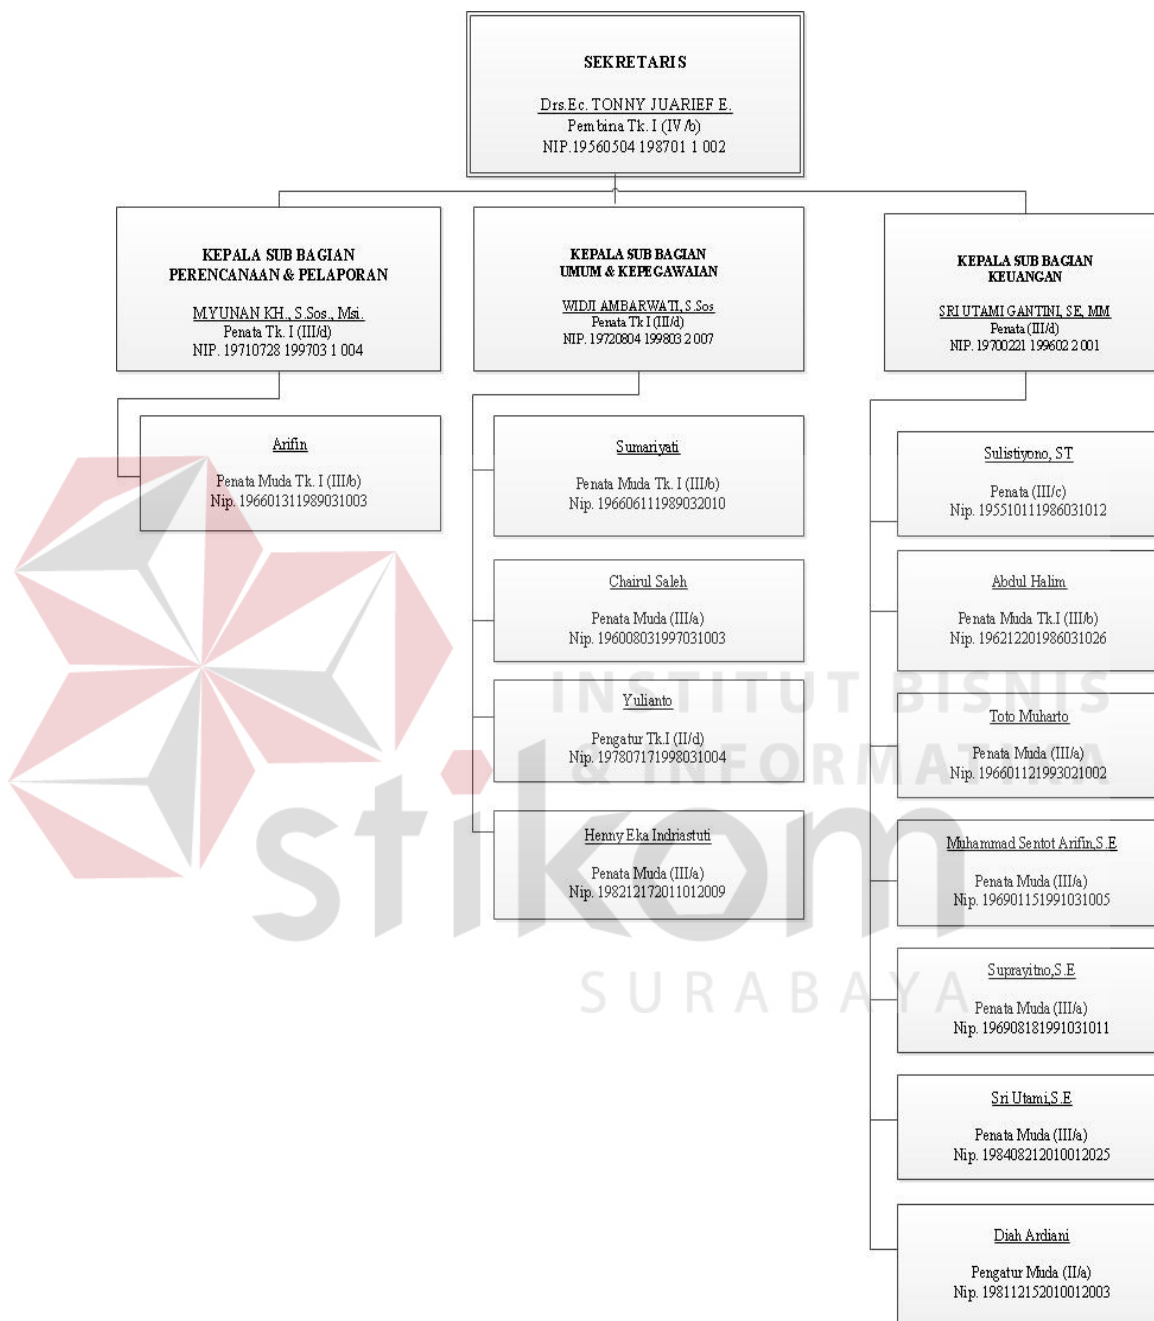 SEKRETARIS
Drs.Ec. TONNY JUARIEF E.
Pembina Tk. I (IV/b)
NIP.19560504 198701 1 002
KEPALA SUB BAGIAN
PERENCANAAN & PELAPORAN
MYUNAN KH., S.Sos., Msi.
Penata Tk. I (III/d)
NIP. 19710728 199703 1 004
KEPALA SUB BAGIAN
UMUM & KEPEGAWAIAN
WIDJI AMBARWATI, S.Sos
Penata Tk I (III/d)
NIP. 19720804 199803 2 007
KEPALA SUB BAGIAN
KEUANGAN
SRI UTAMI GANTINI, SE, MM
Penata (III/d)
NIP. 19700221 199602 2 001
Arifin
Penata Muda Tk. I (III/b)
Nip. 196601311989031003
Sumariyati
Penata Muda Tk. I (III/b)
Nip. 196606111989032010
Chairul Saleh
Penata Muda (III/a)
Nip. 196008031997031003
Yulianto
Pengatur Tk.I (II/d)
Nip. 197807171998031004
Henny Eka Indriastuti
Penata Muda (III/a)
Nip. 198212172011012009
Sulistiyono, ST
Penata (III/c)
Nip. 195510111986031012
Abdul Halim
Penata Muda Tk.I (III/b)
Nip. 196212201986031026
Toto Muharto
Penata Muda (III/a)
Nip. 196601121993021002
Muhammad Sentot Arifin,S.E
Penata Muda (III/a)
Nip. 196901151991031005
Suprayitno,S.E
Penata Muda (III/a)
Nip. 196908181991031011
Sri Utami,S.E
Penata Muda (III/a)
Nip. 198408212010012025
Diah Ardiani
Pengatur Muda (II/a)
Nip. 198112152010012003
INSTITUT BISNIS
& INFORMATIKA
stikom
SURABAYA